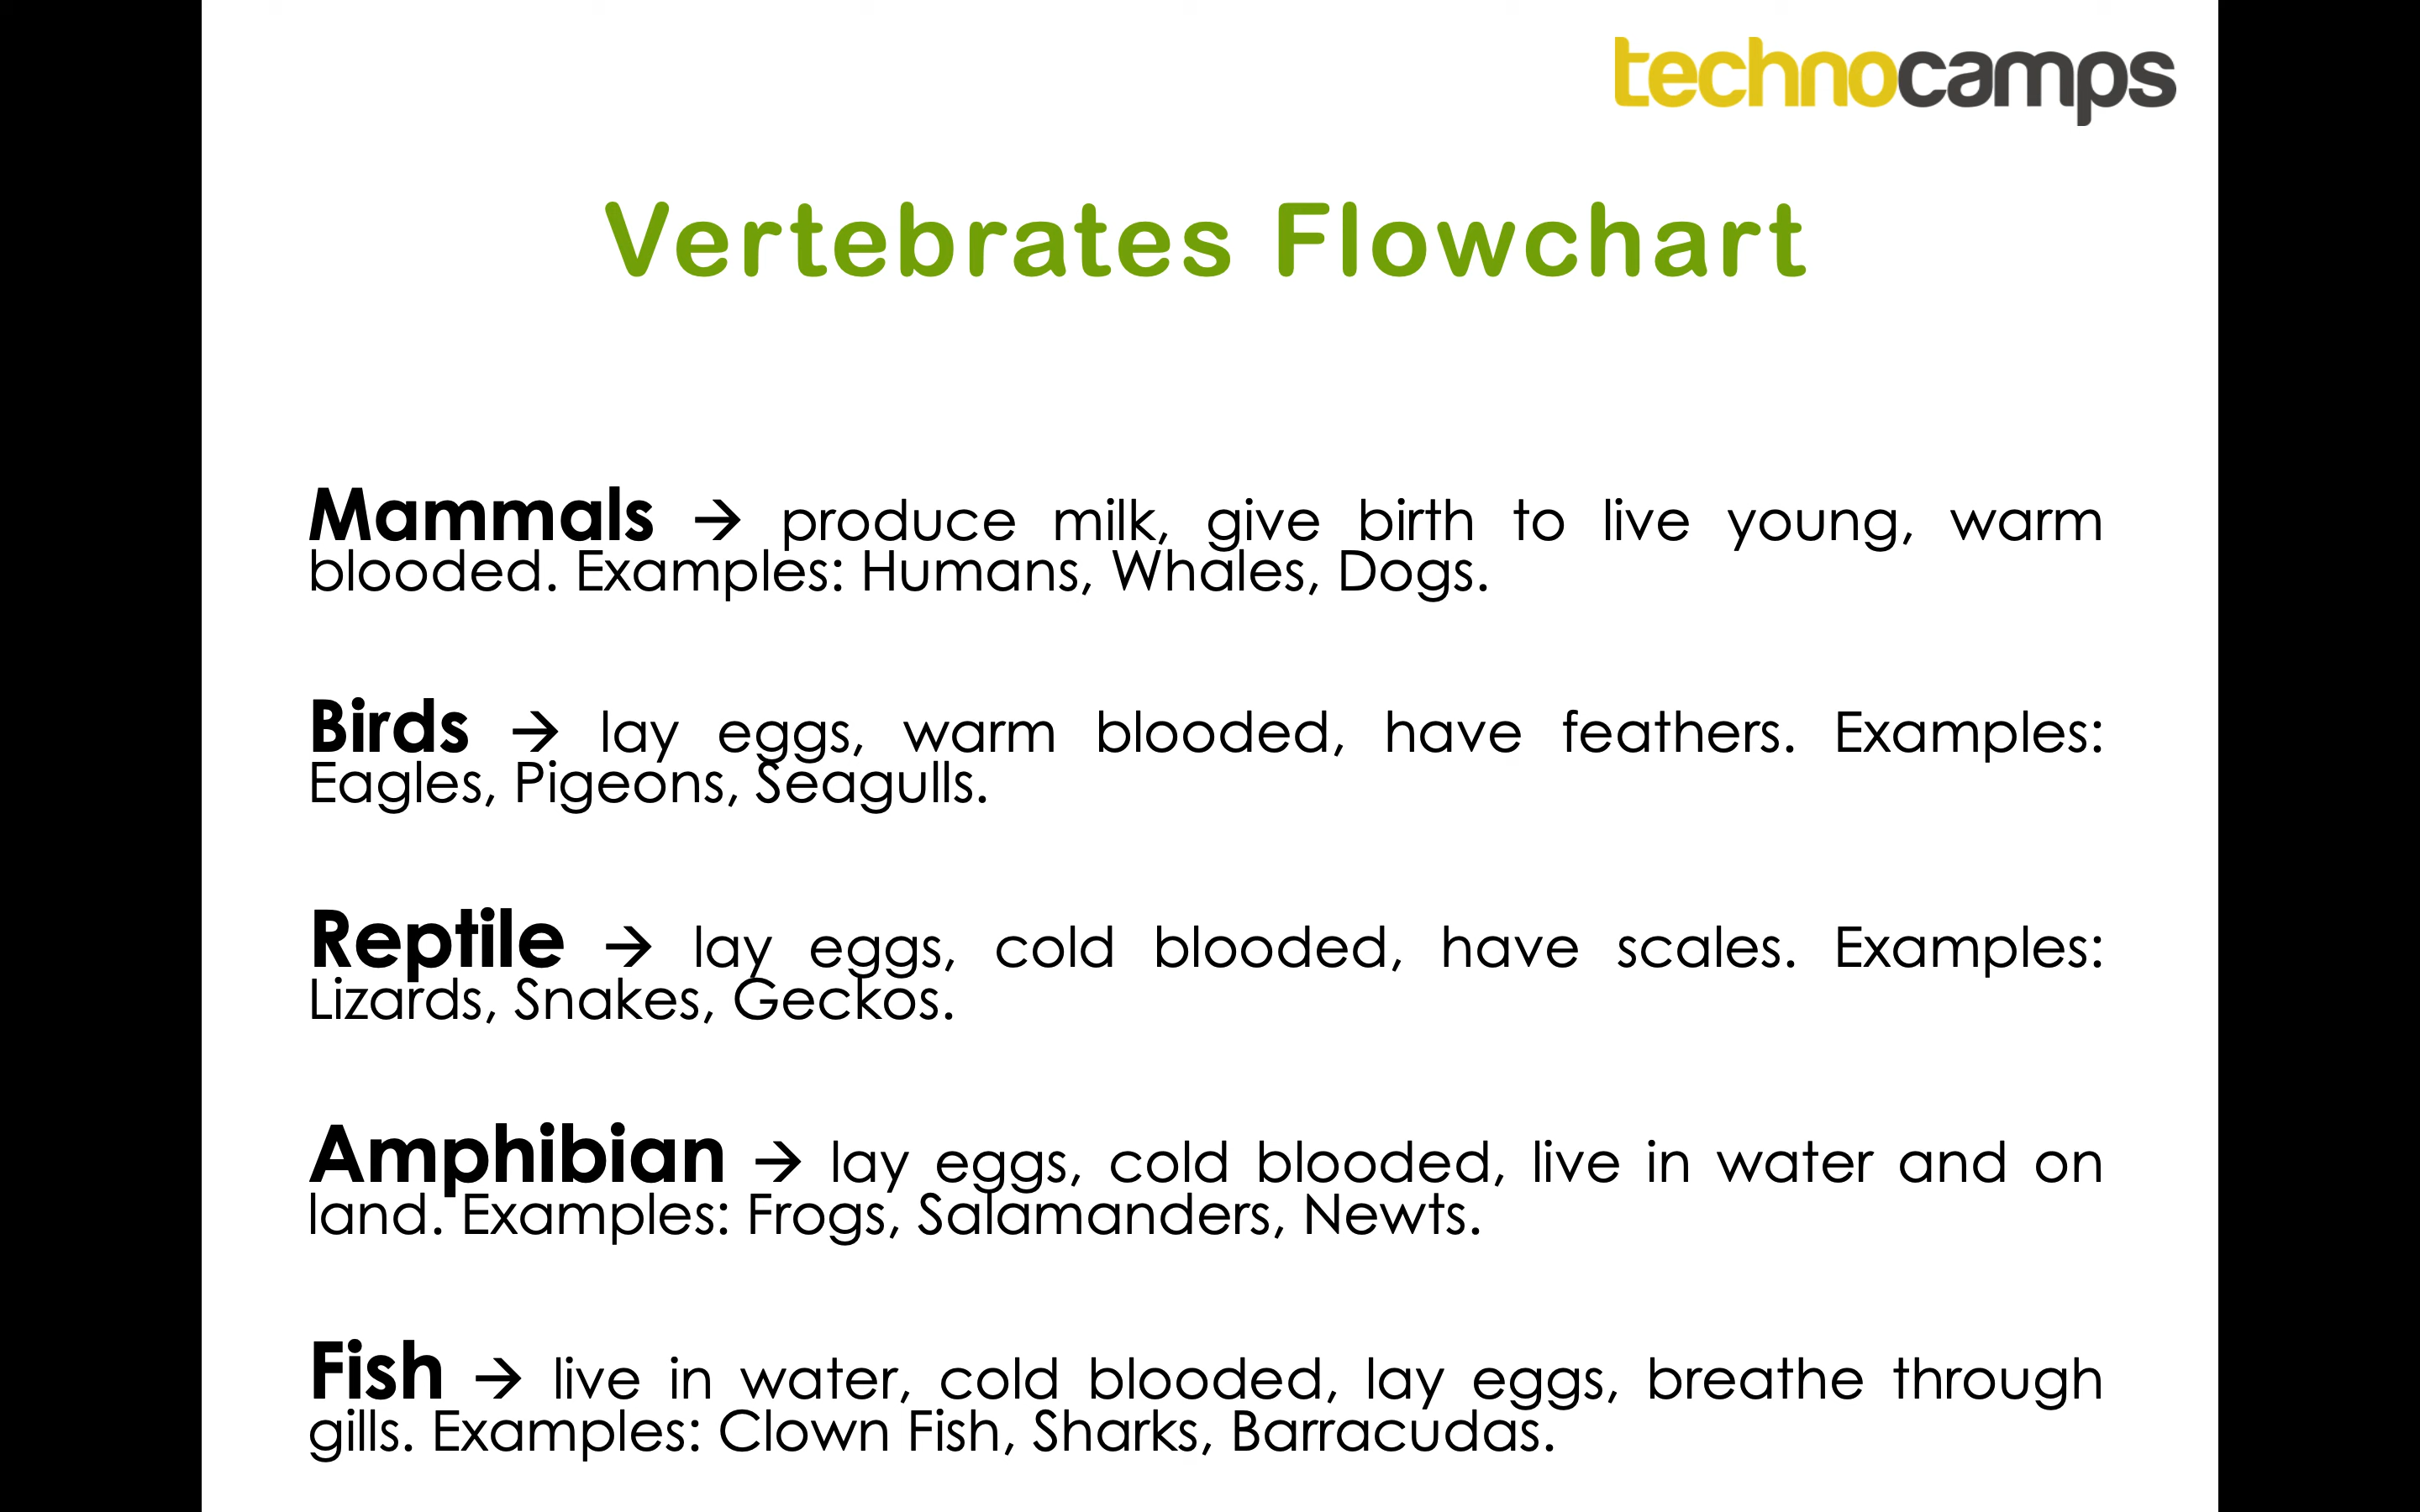 technocamps
Vertebrates Flowchart
Mammals → produce milk, give birth to live young, warm
blooded. Examples: Humans, Whales, Dogs.
Birds → lay eggs, warm blooded, have feathers. Examples:
Eagles, Pigeons, Seagulls.
Reptile → lay eggs, cold blooded, have scales. Examples:
Lizards, Snakes, Geckos.
Amphibian → lay eggs, cold blooded, live in water and on
land. Examples: Frogs, Salamanders, Newts.
Fish → live in water, cold blooded, lay eggs, breathe through
gills. Examples: Clown Fish, Sharks, Barracudas.